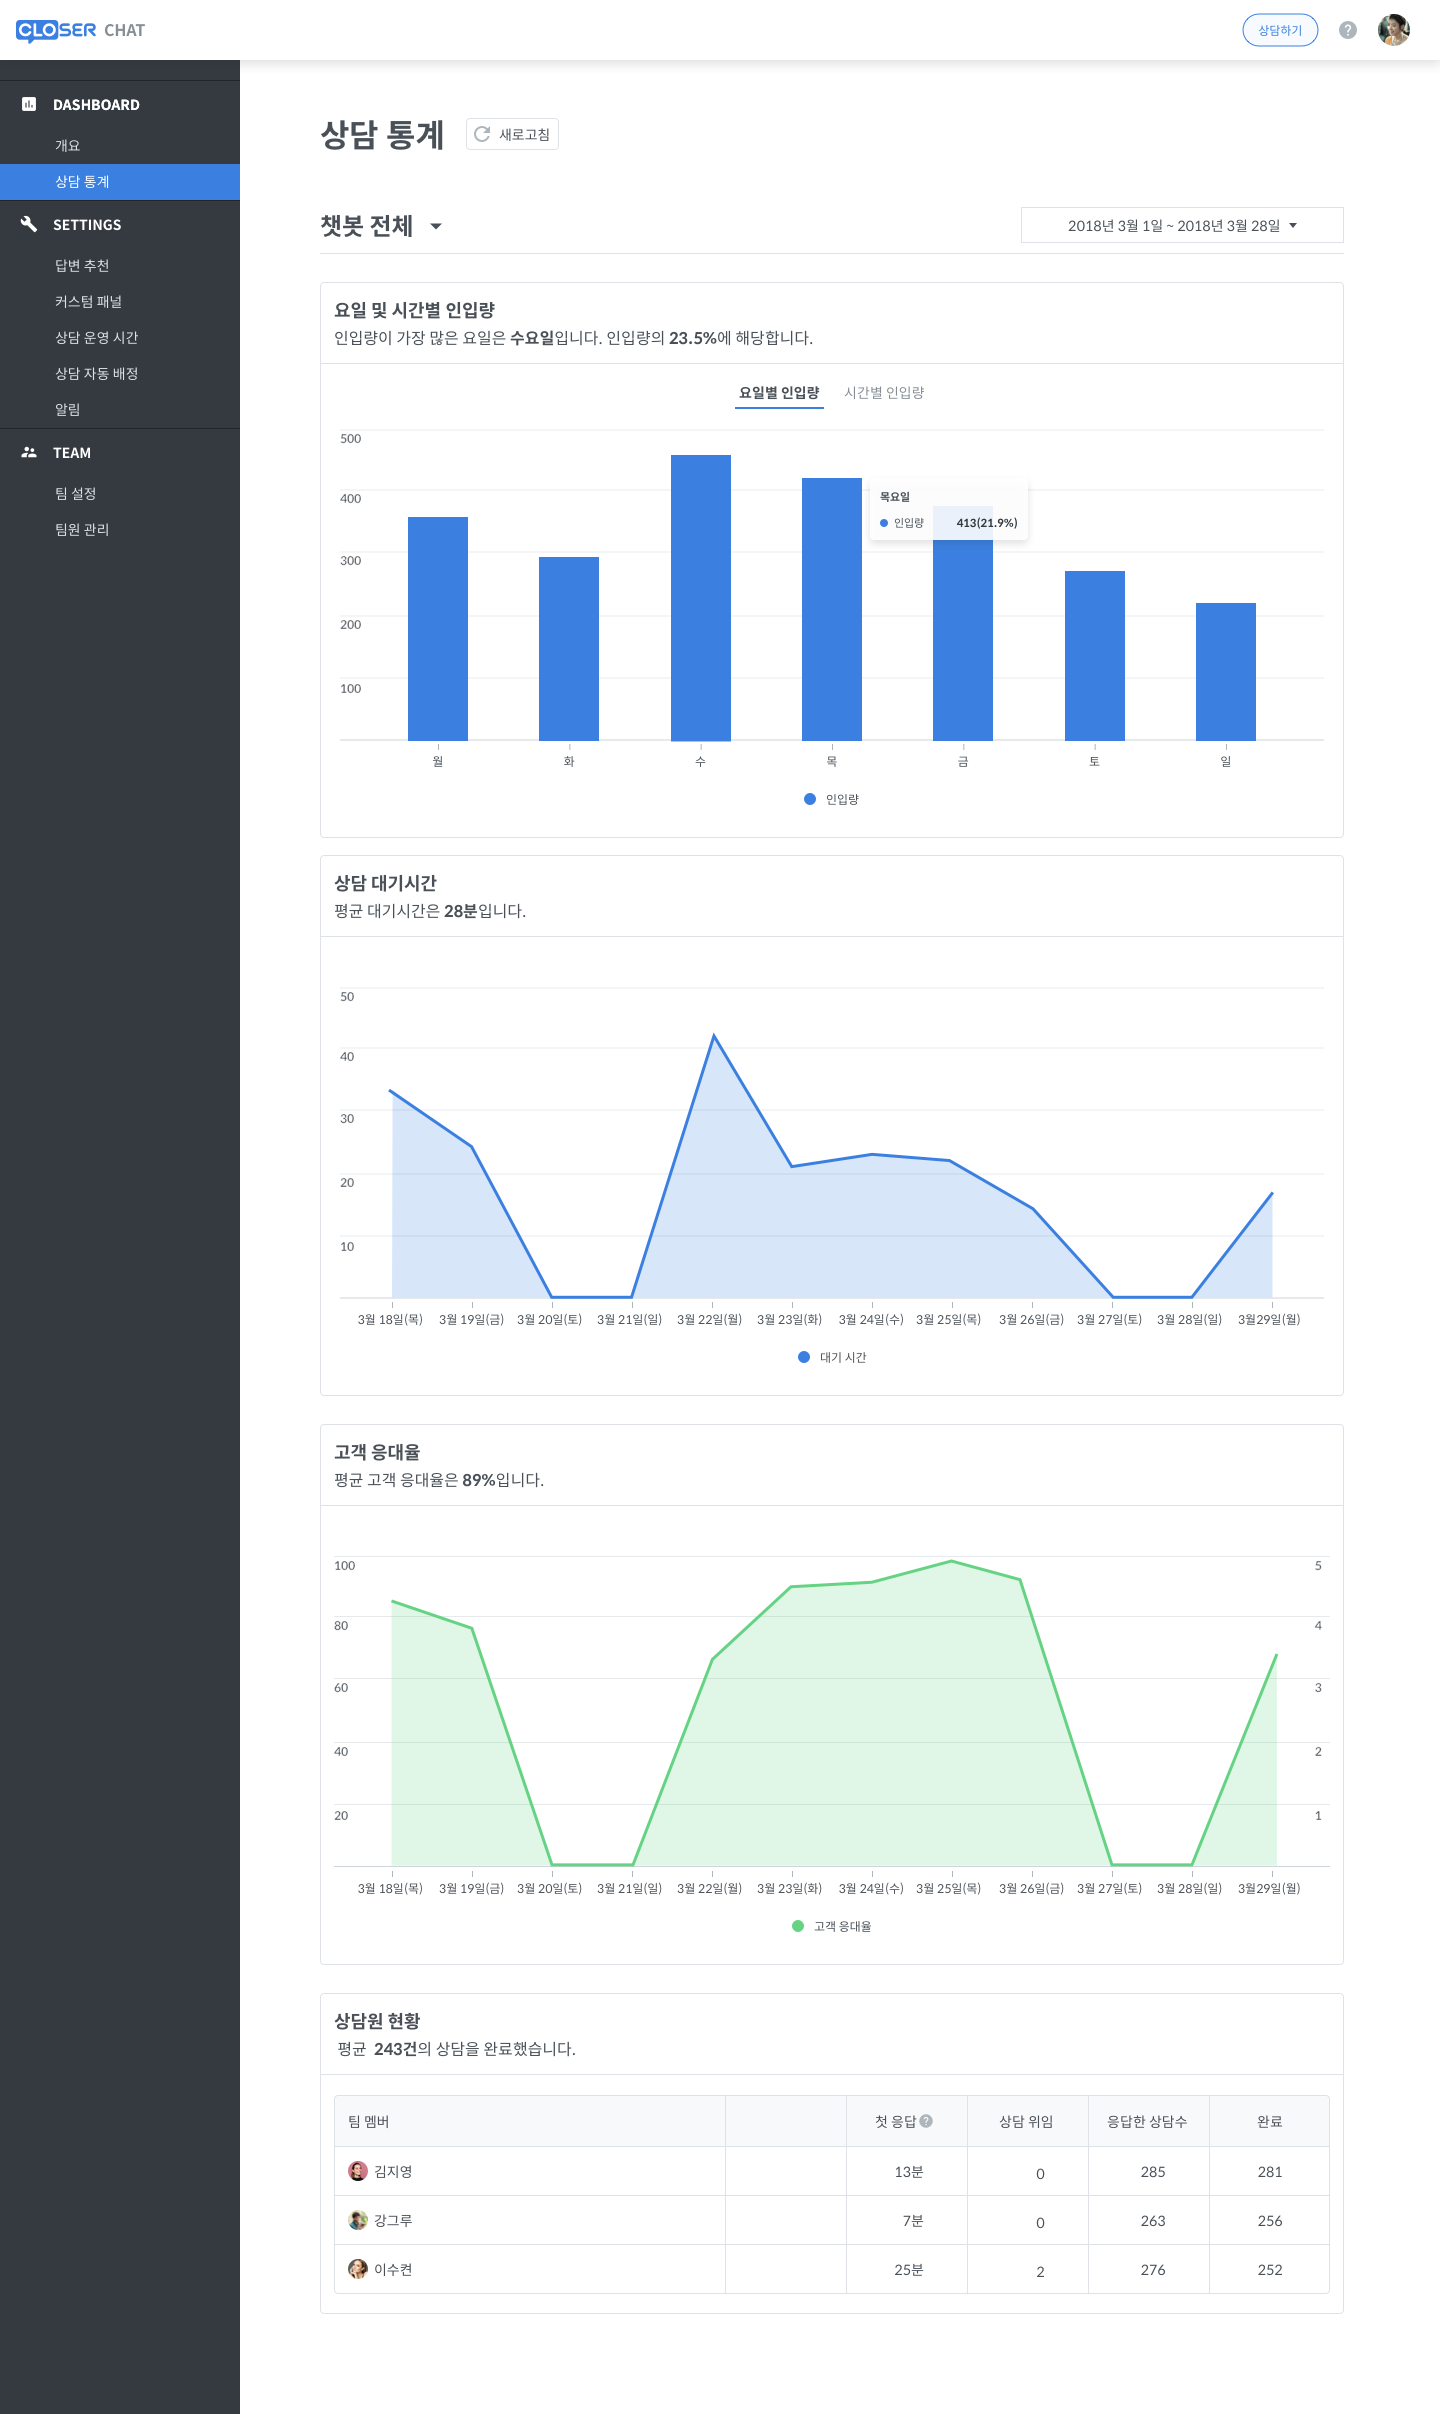 CLOSER CHAT
상담하기
?
DASHBOARD
개요
상담 통계
SETTINGS
답변 추천
커스텀 패널
상담 운영 시간
상담 자동 배정
알림
TEAM
팀 설정
팀원 관리
상담 통계
새로고침
챗봇 전체
2018년 3월 1일 ~ 2018년 3월 28일
요일 및 시간별 인입량
인입량이 가장 많은 요일은 수요일입니다. 인입량의 23.5%에 해당합니다.
요일별 인입량 시간별 인입량
500
400
300
200
100
목요일
인입량 413(21.9%)
월 화 수 목 금 토 일
인입량
상담 대기시간
평균 대기시간은 28분입니다.
50
40
30
20
10
3월 18일(목) 3월 19일(금) 3월 20일(토) 3월 21일(일) 3월 22일(월) 3월 23일(화) 3월 24일(수) 3월 25일(목) 3월 26일(금) 3월 27일(토) 3월 28일(일) 3월29일(월)
대기 시간
고객 응대율
평균 고객 응대율은 89%입니다.
100 5
80 4
60 3
40 2
20 1
3월 18일(목) 3월 19일(금) 3월 20일(토) 3월 21일(일) 3월 22일(월) 3월 23일(화) 3월 24일(수) 3월 25일(목) 3월 26일(금) 3월 27일(토) 3월 28일(일) 3월29일(월)
고객 응대율
상담원 현황
평균 243건의 상담을 완료했습니다.
팀 멤버 첫 응답 ? 상담 위임 응답한 상담수 완료
김지영 13분 0 285 281
강그루 7분 0 263 256
이수켠 25분 2 276 252